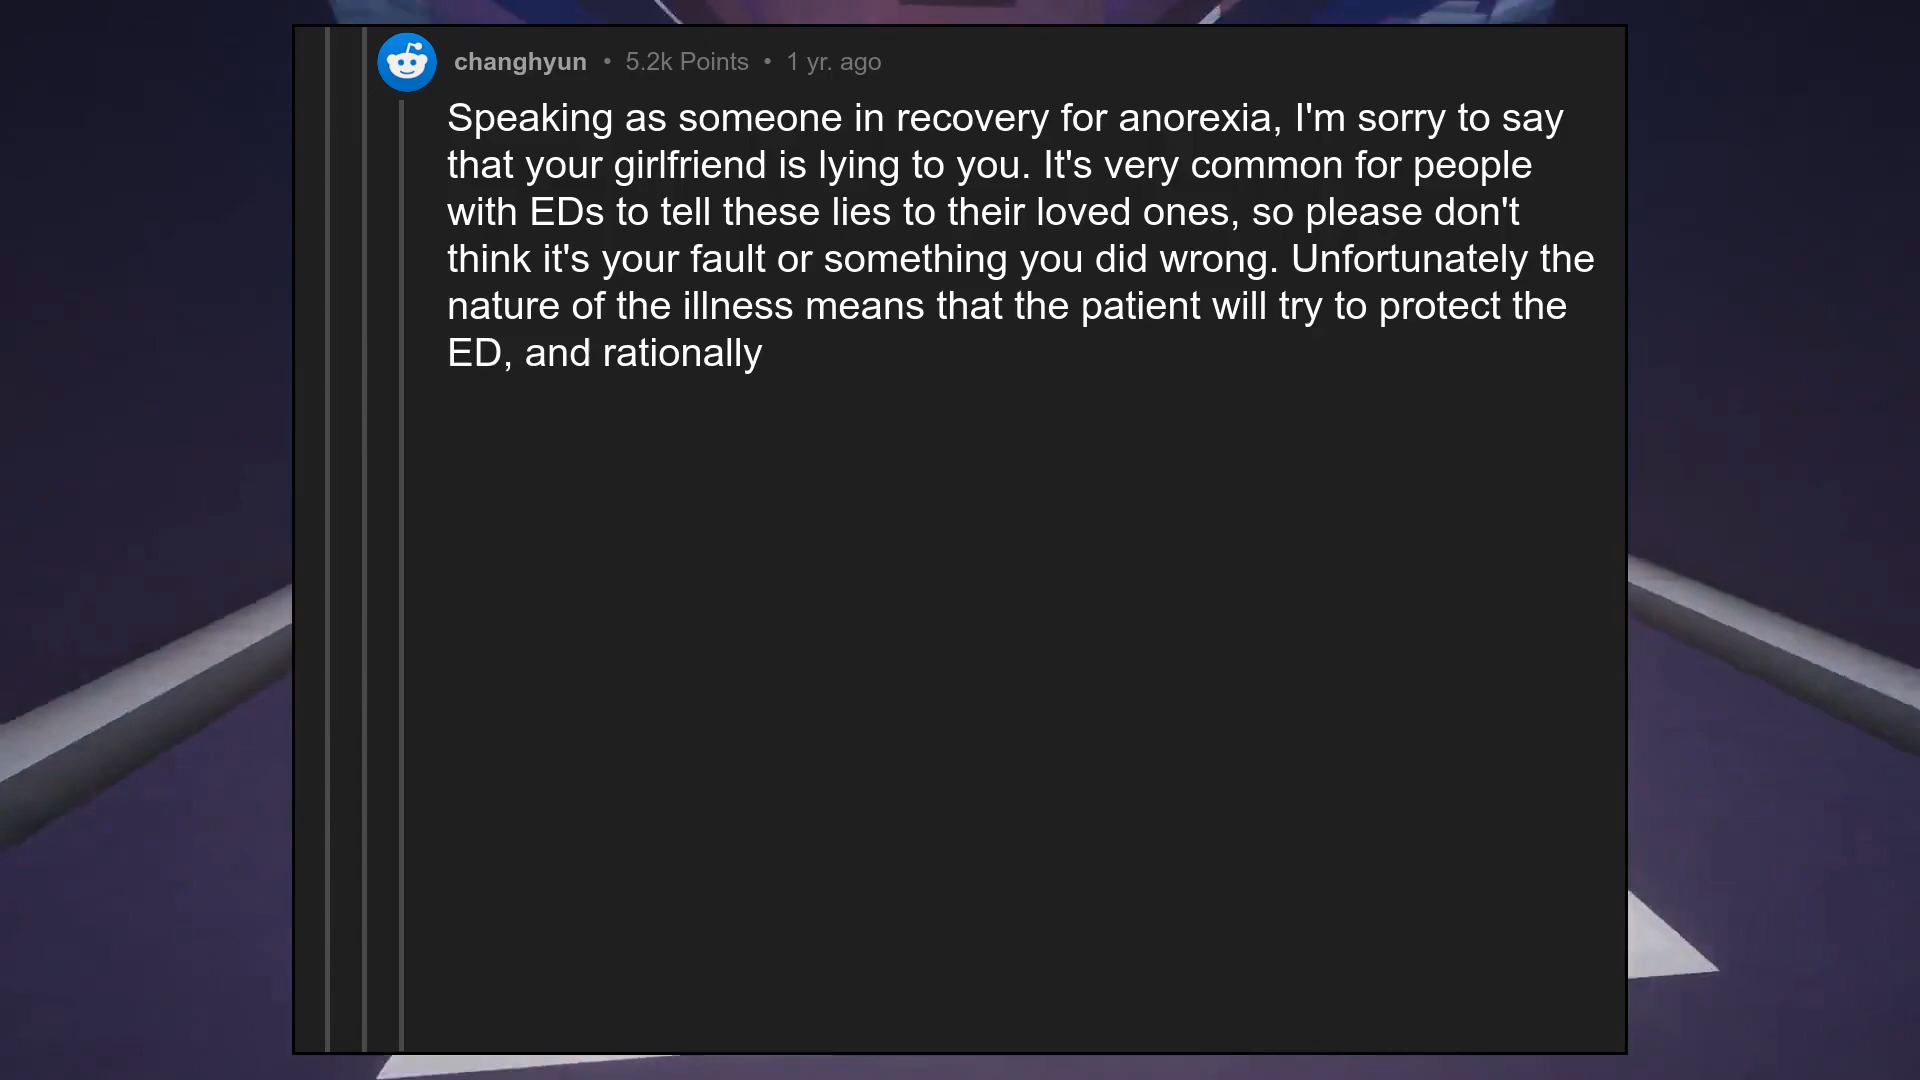 changhyun • 5.2k Points • 1 yr. ago
Speaking as someone in recovery for anorexia, I'm sorry to say
that your girlfriend is lying to you. It's very common for people
with EDs to tell these lies to their loved ones, so please don't
think it's your fault or something you did wrong. Unfortunately the
nature of the illness means that the patient will try to protect the
ED, and rationally